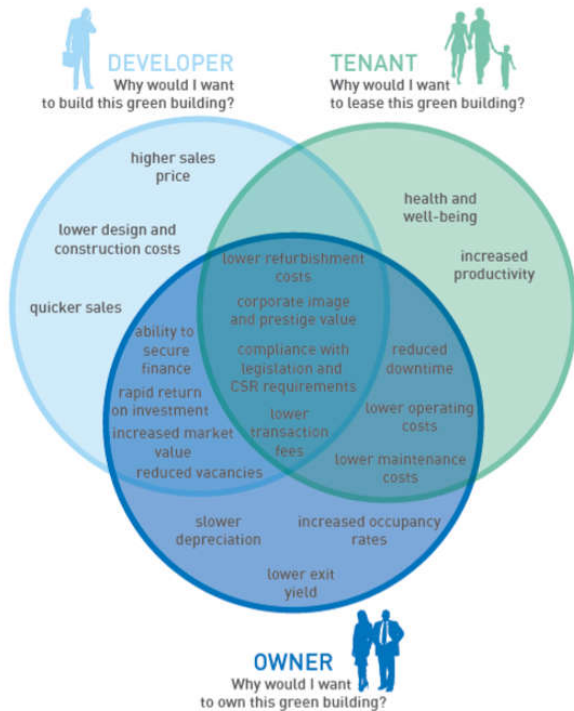 DEVELOPER
Why would I want
to build this green building?
TENANT
Why would I want
to lease this green building?
higher sales
price
lower design and
construction costs
quicker sales
health and
well-being
increased
productivity
lower refurbishment
costs
corporate image
and prestige value
compliance with
legislation and
CSR requirements
lower
transaction
fees
ability to
secure
finance
rapid return
on investment
increased market
value
reduced vacancies
reduced
downtime
lower operating
costs
lower maintenance
costs
slower
depreciation
increased occupancy
rates
lower exit
yield
OWNER
Why would I want
to own this green building?